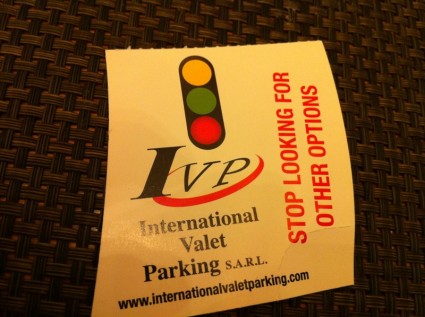 IVP
International
Valet
Parking S.A.R.L.
www.internationalvaletparking.com
STOP LOOKING FOR
OTHER OPTIONS